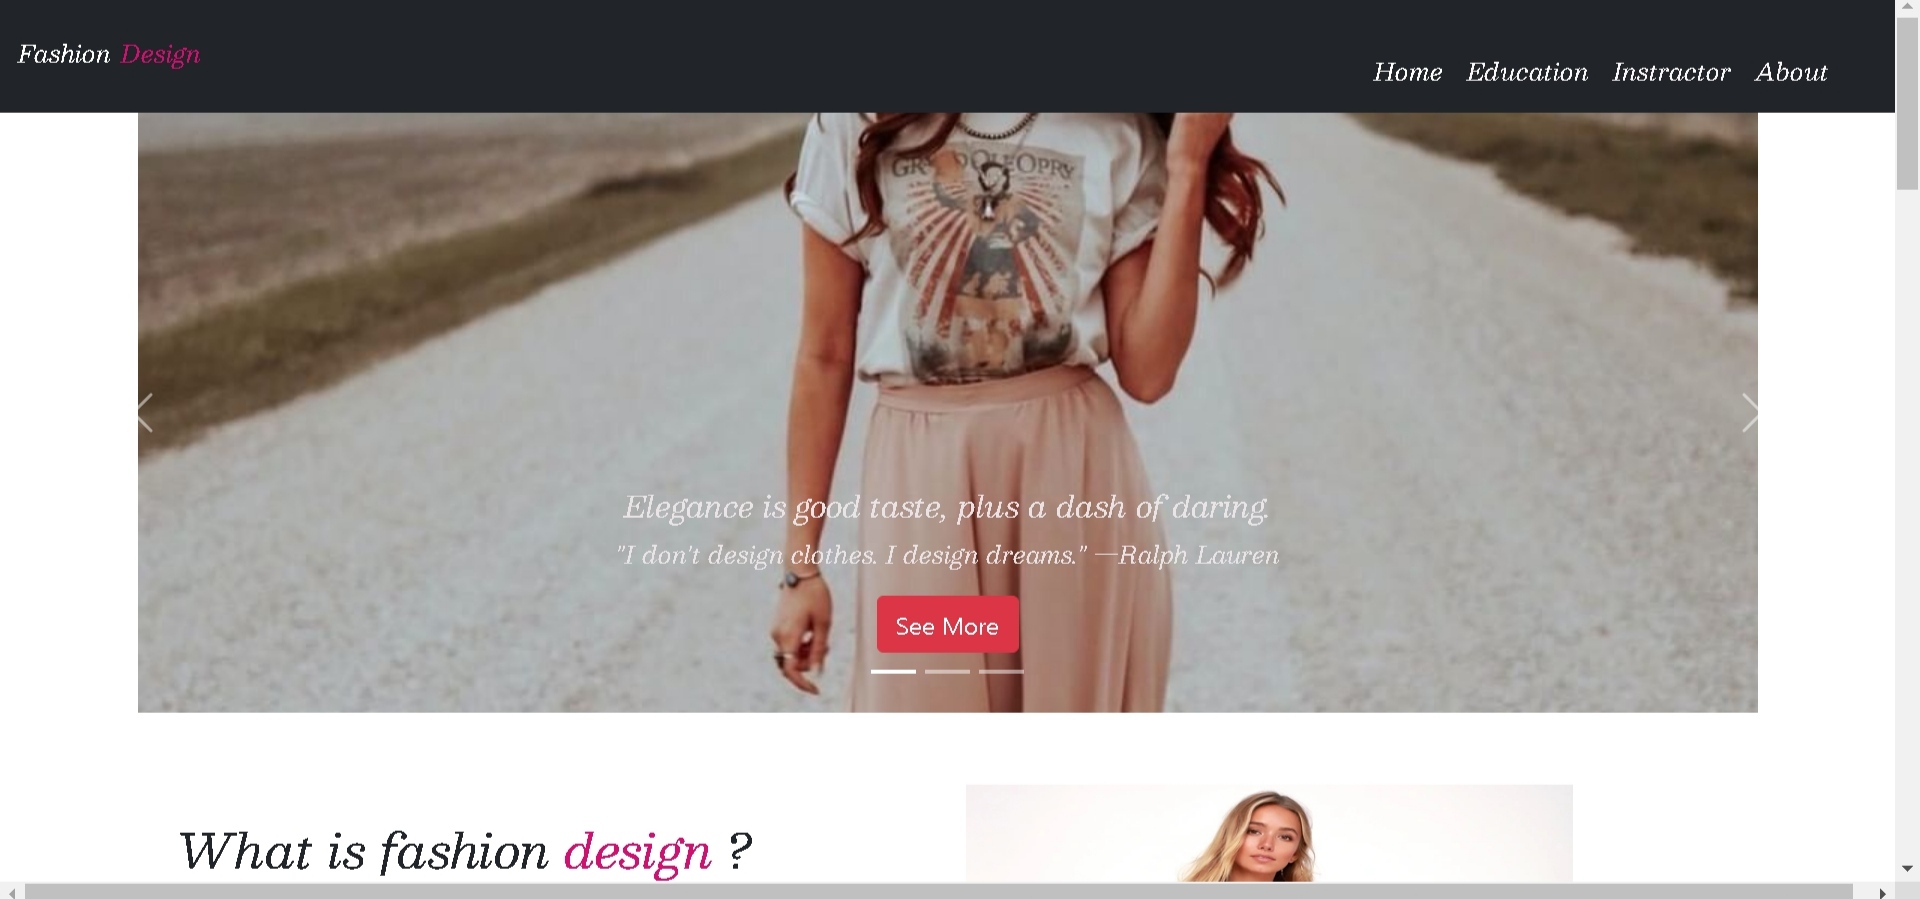 Fashion Design
Home Education Instractor About
GRAND OLE OPRY
Elegance is good taste, plus a dash of daring.
"I don't design clothes. I design dreams." —Ralph Lauren
See More
What is fashion design ?